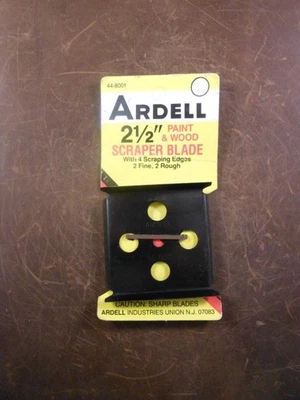 44-8001
ARDELL
2½" PAINT & WOOD
SCRAPER BLADE
With 4 Scraping Edges
2 Fine, 2 Rough
CAUTION: SHARP BLADES
ARDELL INDUSTRIES UNION N.J. 07083